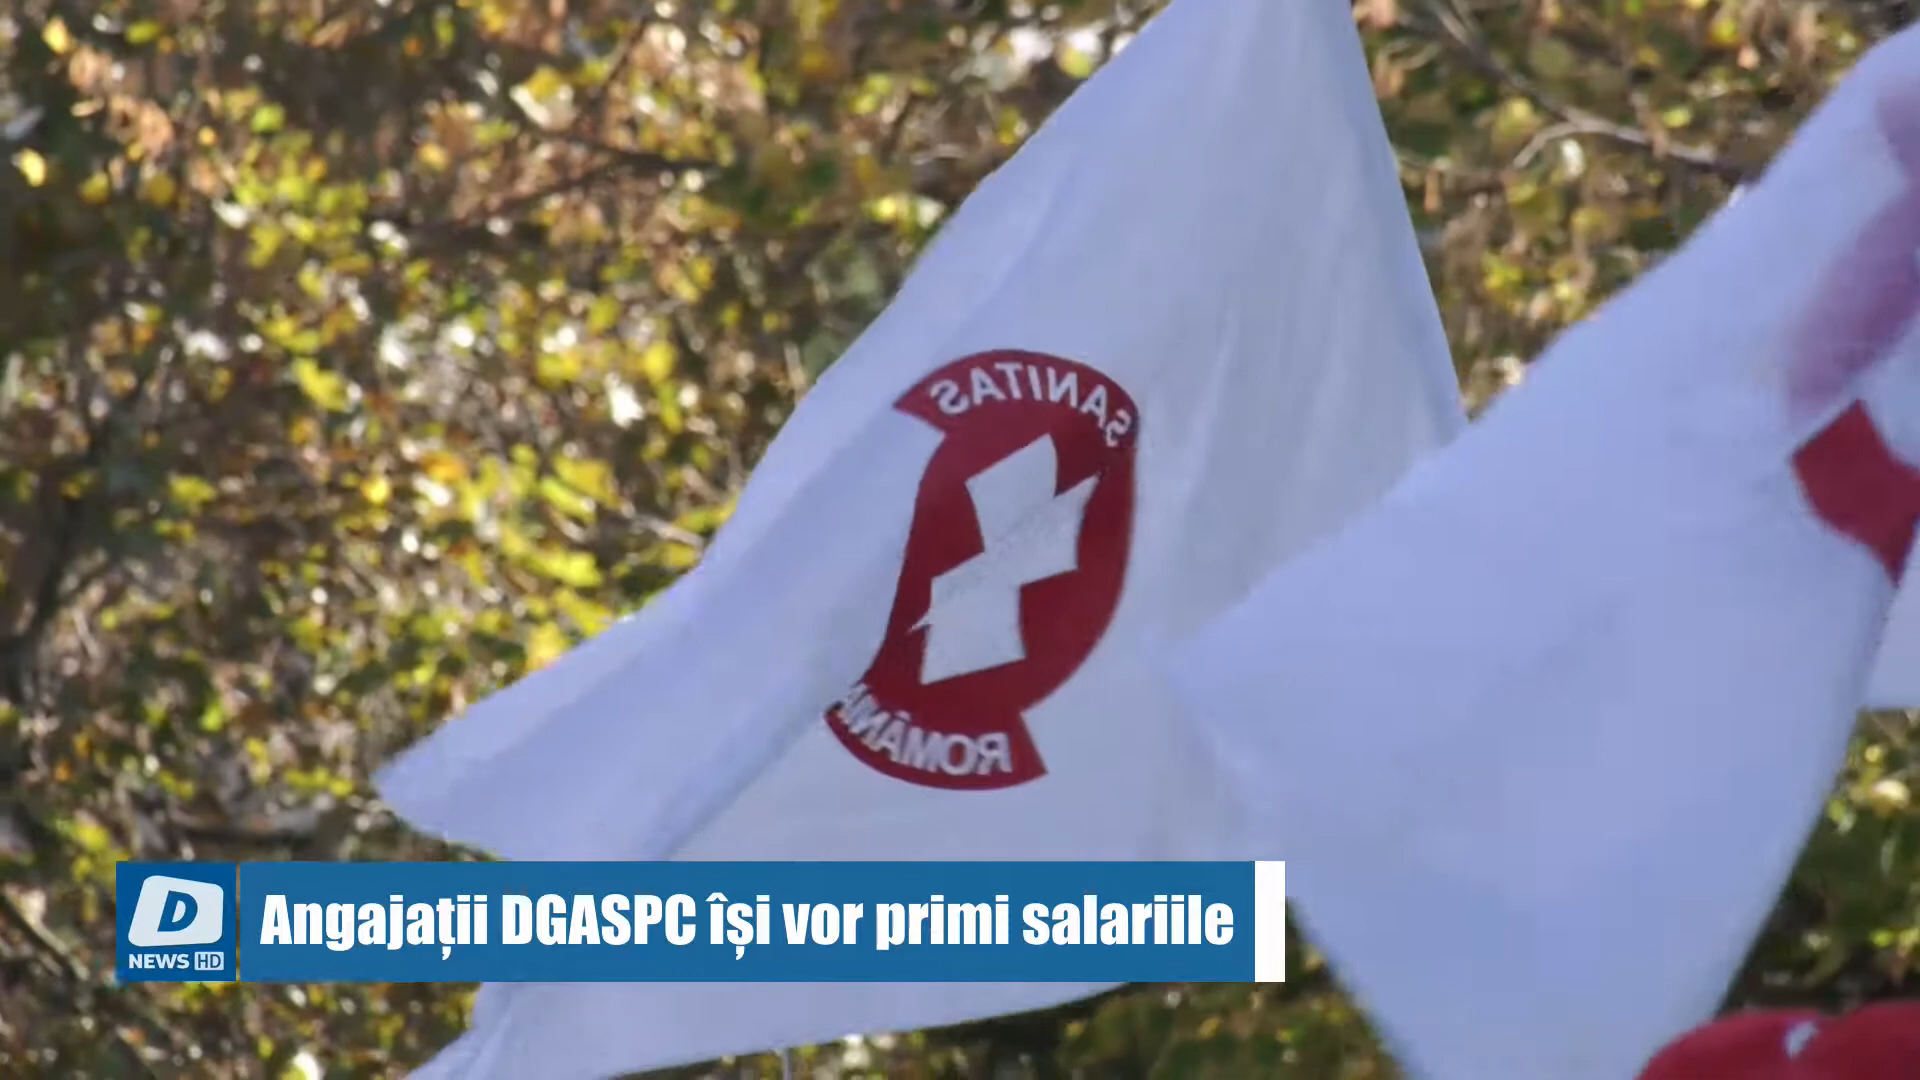 SANITAS
ROMÂNIA
D
NEWS HD
Angajații DGASPC își vor primi salariile